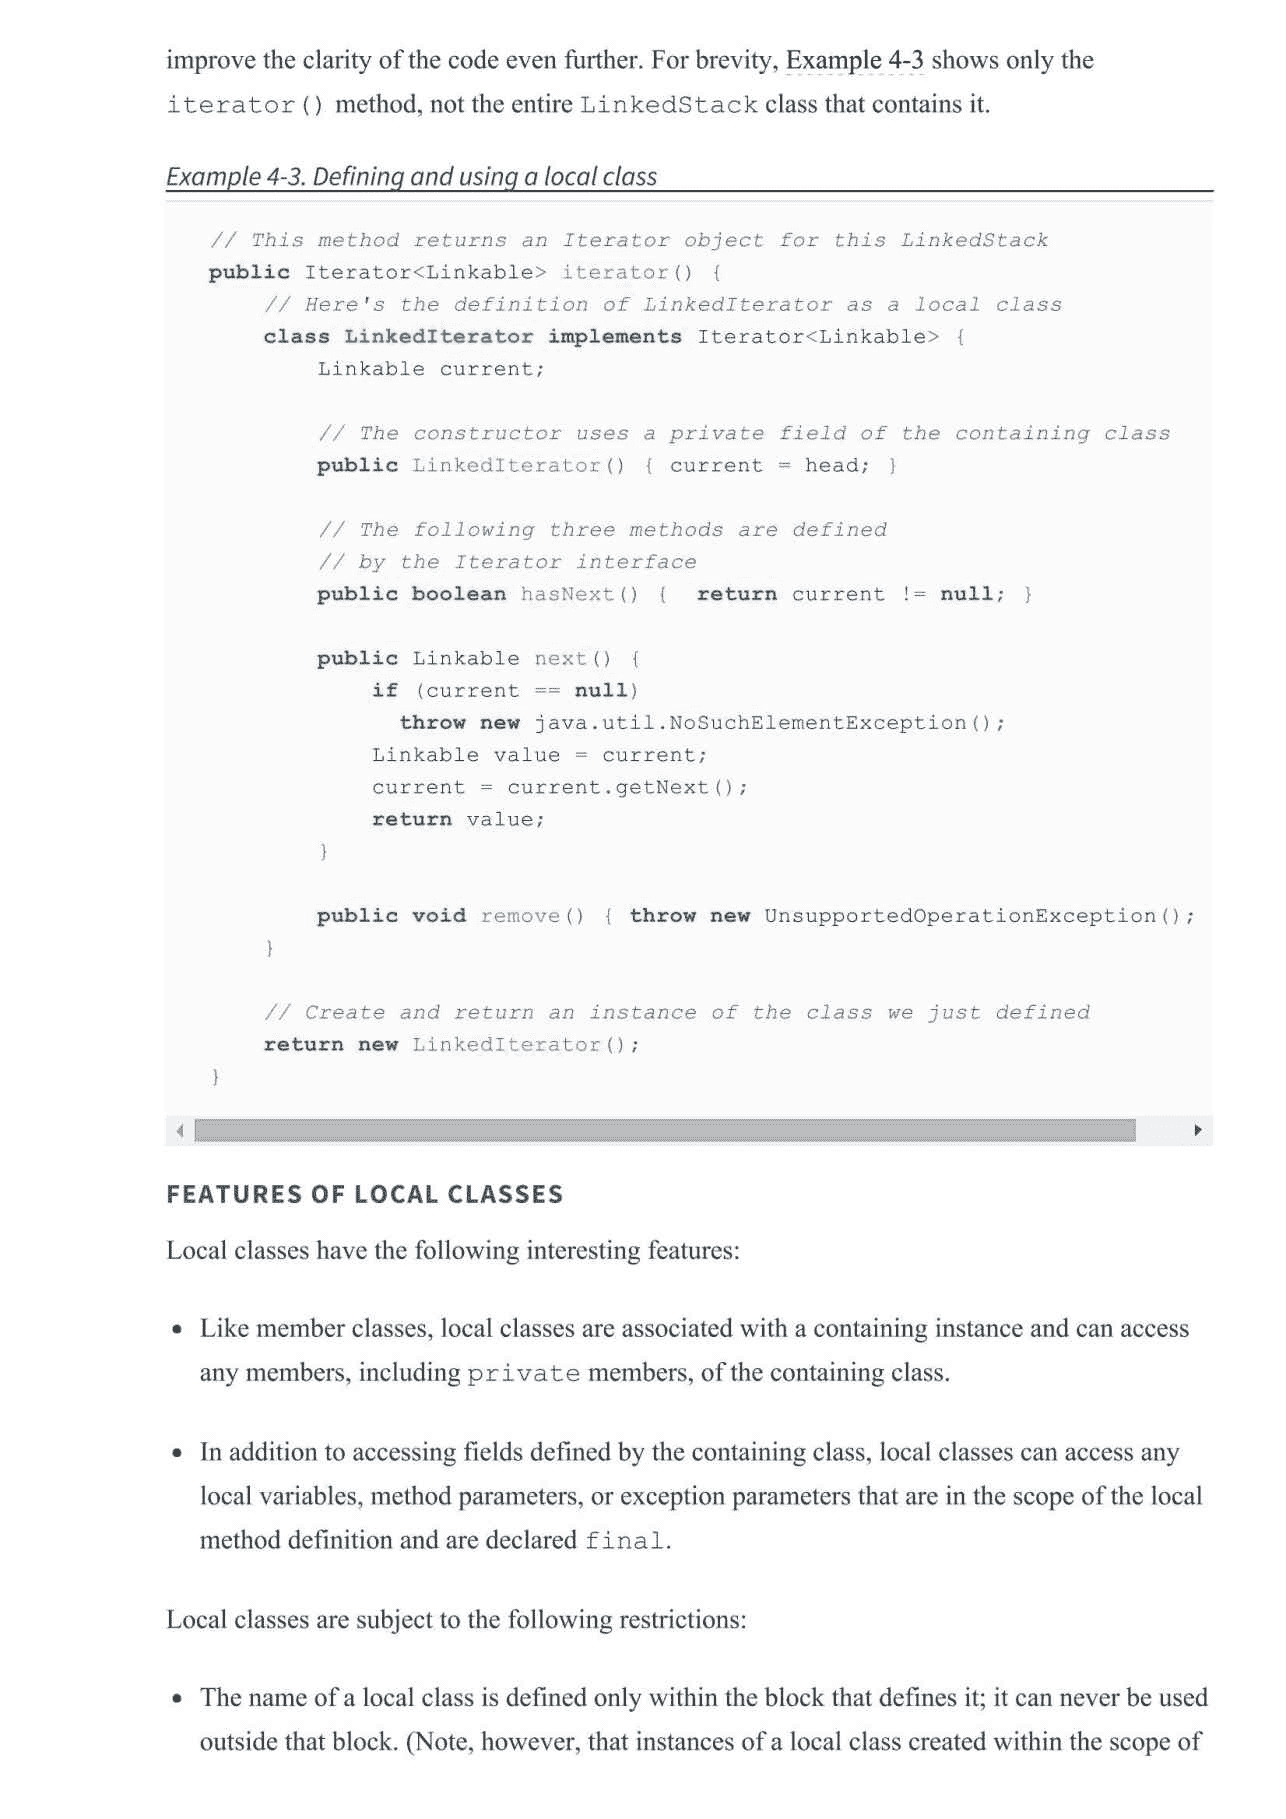 improve the clarity of the code even further. For brevity, Example 4-3 shows only the
iterator() method, not the entire LinkedStack class that contains it.
Example 4-3. Defining and using a local class
// This method returns an Iterator object for this LinkedStack
public Iterator<Linkable> iterator() {
// Here's the definition of LinkedIterator as a local class
class LinkedIterator implements Iterator<Linkable> {
Linkable current;
// The constructor uses a private field of the containing class
public LinkedIterator() { current = head; }
// The following three methods are defined
// by the Iterator interface
public boolean hasNext() {  return current != null; }
public Linkable next() {
if (current == null)
throw new java.util.NoSuchElementException();
Linkable value = current;
current = current.getNext();
return value;
}
public void remove() { throw new UnsupportedOperationException();
}
// Create and return an instance of the class we just defined
return new LinkedIterator();
}
FEATURES OF LOCAL CLASSES
Local classes have the following interesting features:
• Like member classes, local classes are associated with a containing instance and can access
any members, including private members, of the containing class.
• In addition to accessing fields defined by the containing class, local classes can access any
local variables, method parameters, or exception parameters that are in the scope of the local
method definition and are declared final.
Local classes are subject to the following restrictions:
• The name of a local class is defined only within the block that defines it; it can never be used
outside that block. (Note, however, that instances of a local class created within the scope of